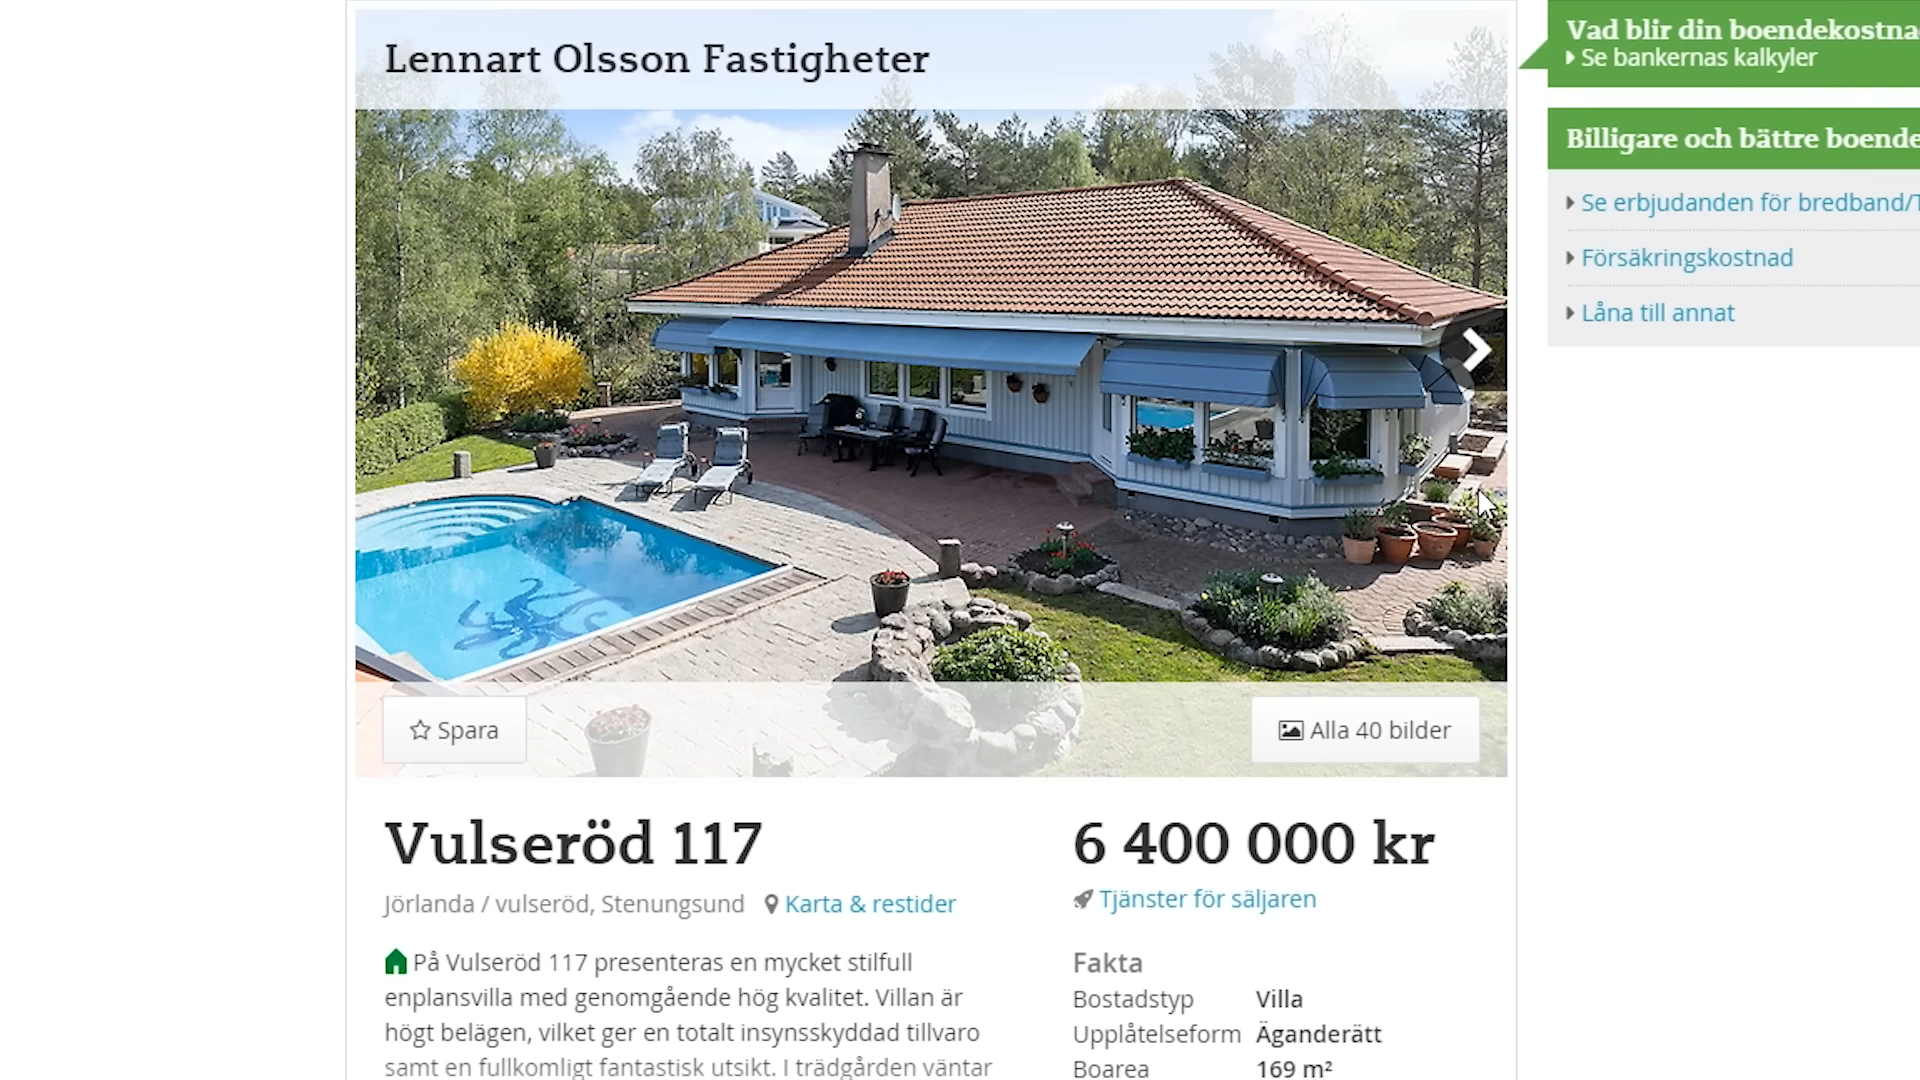 Lennart Olsson Fastigheter
Vad blir din boendekostna
Se bankernas kalkyler
Billigare och bättre boende
Se erbjudanden för bredband/T
Försäkringskostnad
Låna till annat
Spara
Alla 40 bilder
Vulseröd 117
6 400 000 kr
Jörlanda / vulseröd, Stenungsund
Karta & restider
Tjänster för säljaren
På Vulseröd 117 presenteras en mycket stilfull
enplansvilla med genomgående hög kvalitet. Villan är
högt belägen, vilket ger en totalt insynsskyddad tillvaro
samt en fullkomligt fantastisk utsikt. I trädgården väntar
Fakta
Bostadstyp Villa
Upplåtelseform Äganderätt
Boarea 169 m²